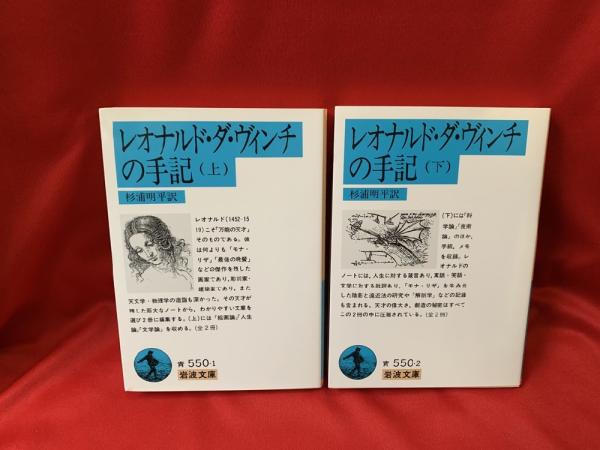 レオナルド・ダ・ヴィンチ
の手記(上)
杉浦明平訳
レオナルド(1452-15
19)こそ「万能の天才」
そのものである。彼
は何よりも「モナ・
リザ」「最後の晩餐」
などの傑作を残した
画家であり、彫刻家・
建築家であり、また
天文学・物理学の造詣も深かった。その天才が
残した厖大なノートから、わかりやすい文章を
選び2冊に編集する。(上)には「絵画論」「人生
論」「文学論」を収める。(全2冊)
青 550-1
岩波文庫
レオナルド・ダ・ヴィンチ
の手記(下)
杉浦明平訳
(下)には「科
学論」「技術
論」のほか、
手紙、メモ
を収録。レ
オナルドの
ノートには、人生に対する箴言あり、寓話・笑話・
文学に対する批評あり、「モナ・リザ」を生み出
した陰影と遠近法の研究や「解剖学」などの記録
も含まれる。天才の偉大さ、創造の秘密はすべて
この2冊の中に圧縮されている。(全2冊)
青 550-2
岩波文庫